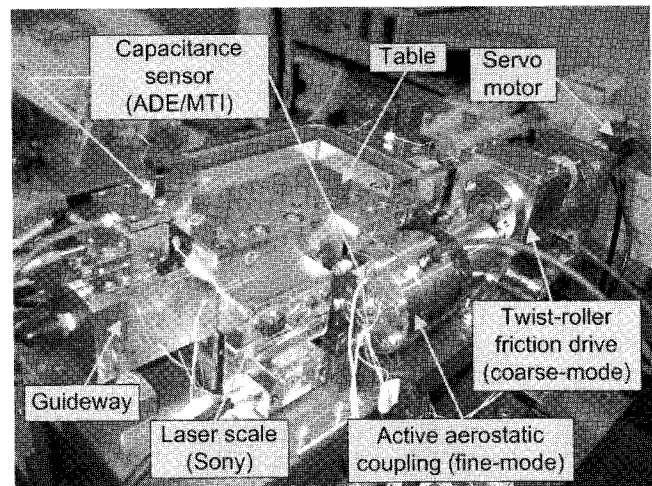 Capacitance
sensor
(ADE/MTI)
Table
Servo
motor
Twist-roller
friction drive
(coarse-mode)
Guideway
Laser scale
(Sony)
Active aerostatic
coupling (fine-mode)